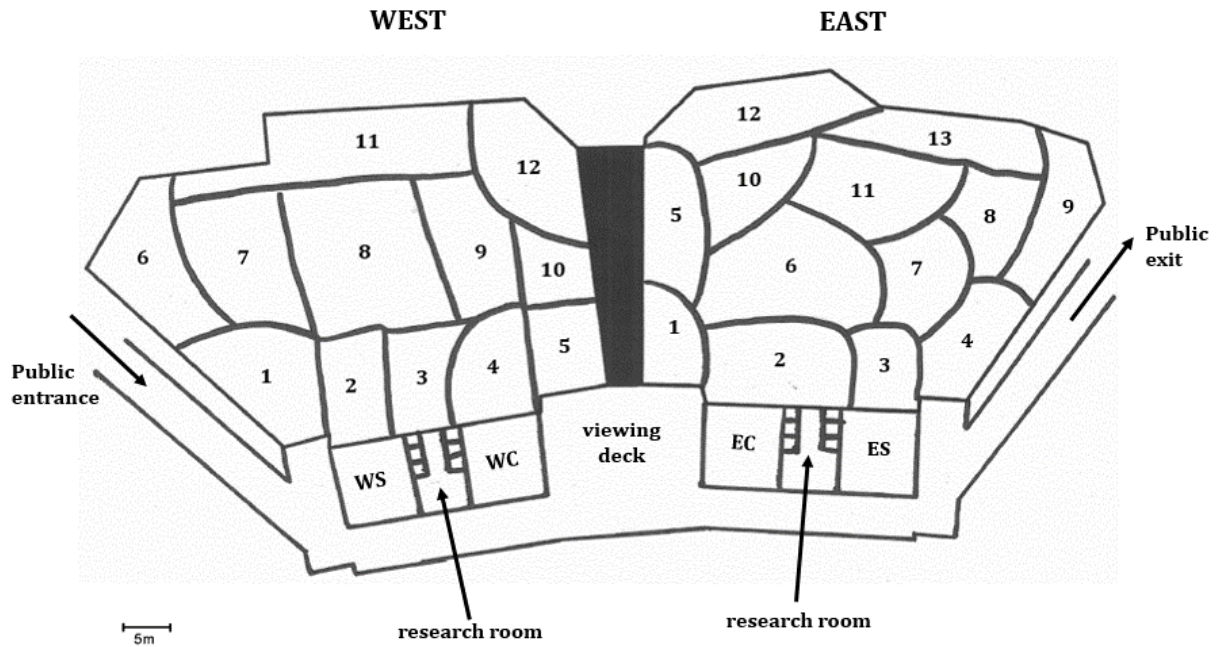 WEST
EAST
11
12
6
7
8
9
10
1
2
3
4
5
WS
WC
12
13
10
11
5
8
9
6
7
1
2
3
4
EC
ES
viewing
deck
Public
entrance
Public
exit
research room
research room
5m